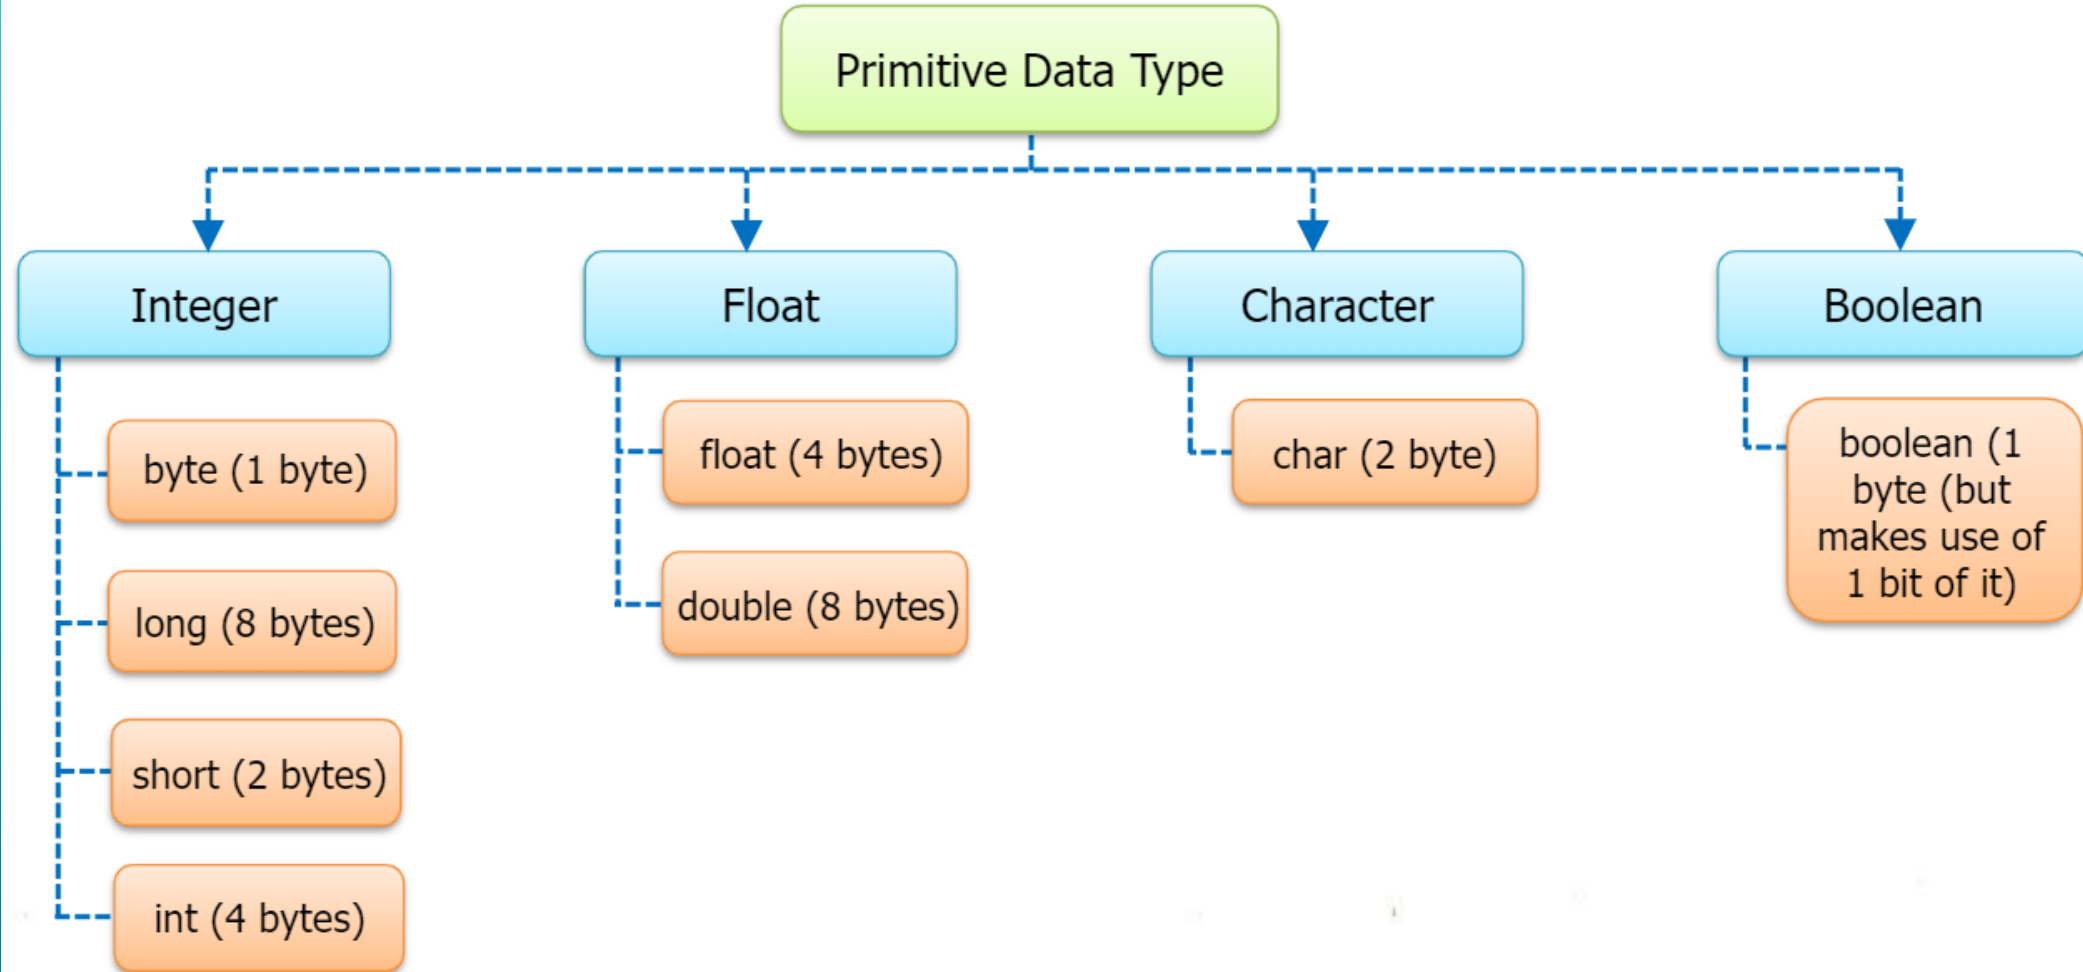 Primitive Data Type
Integer
Float
Character
Boolean
byte (1 byte)
long (8 bytes)
short (2 bytes)
int (4 bytes)
float (4 bytes)
double (8 bytes)
char (2 byte)
boolean (1
byte (but
makes use of
1 bit of it)